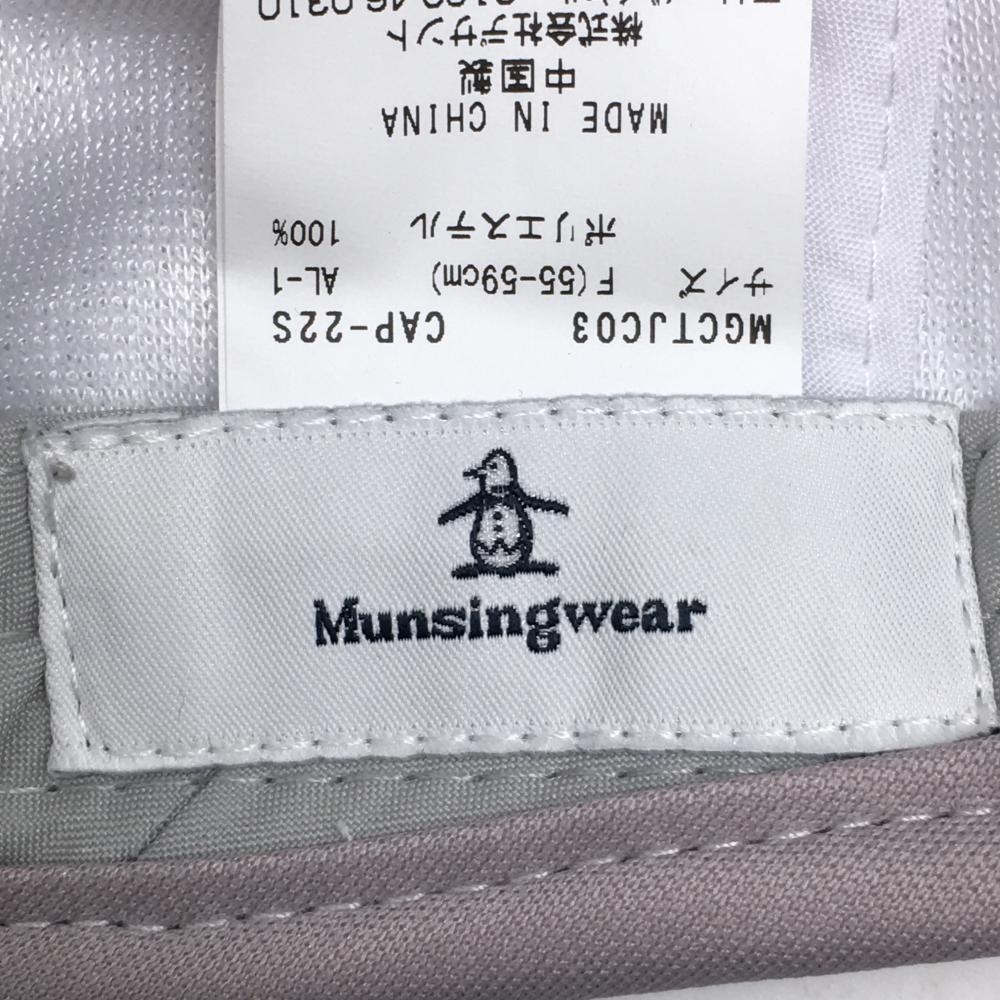 MGCTJC03 CAP-22S
サイズ F(55-59cm) AL-1
ポリエステル 100%
MADE IN CHINA
中国製
株式会社デサント
Munsingwear